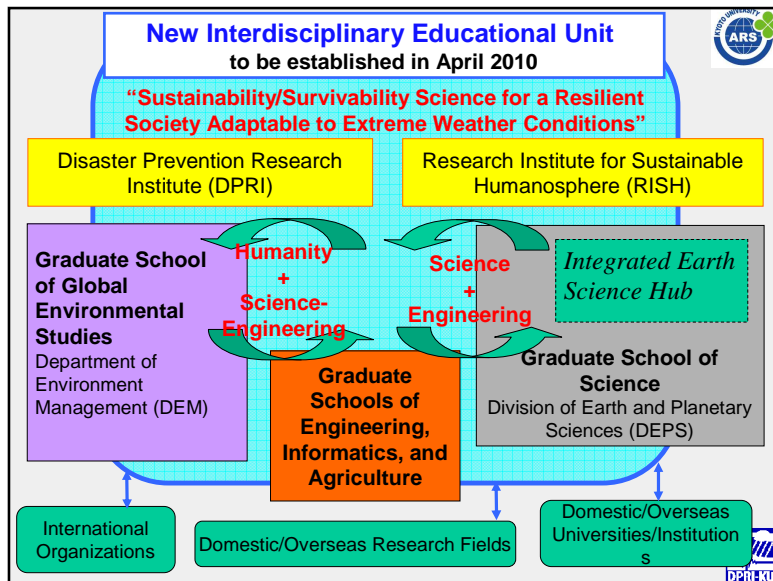 New Interdisciplinary Educational Unit
to be established in April 2010
KYOTO UNIVERSITY
ARS
“Sustainability/Survivability Science for a Resilient
Society Adaptable to Extreme Weather Conditions”
Disaster Prevention Research
Institute (DPRI)
Research Institute for Sustainable
Humanosphere (RISH)
Graduate School
of Global
Environmental
Studies
Department of
Environment
Management (DEM)
Humanity
+
Science-
Engineering
Science
+
Engineering
Integrated Earth
Science Hub
Graduate School of
Science
Division of Earth and Planetary
Sciences (DEPS)
Graduate
Schools of
Engineering,
Informatics, and
Agriculture
International
Organizations
Domestic/Overseas Research Fields
Domestic/Overseas
Universities/Institution
s
DPRI-KU